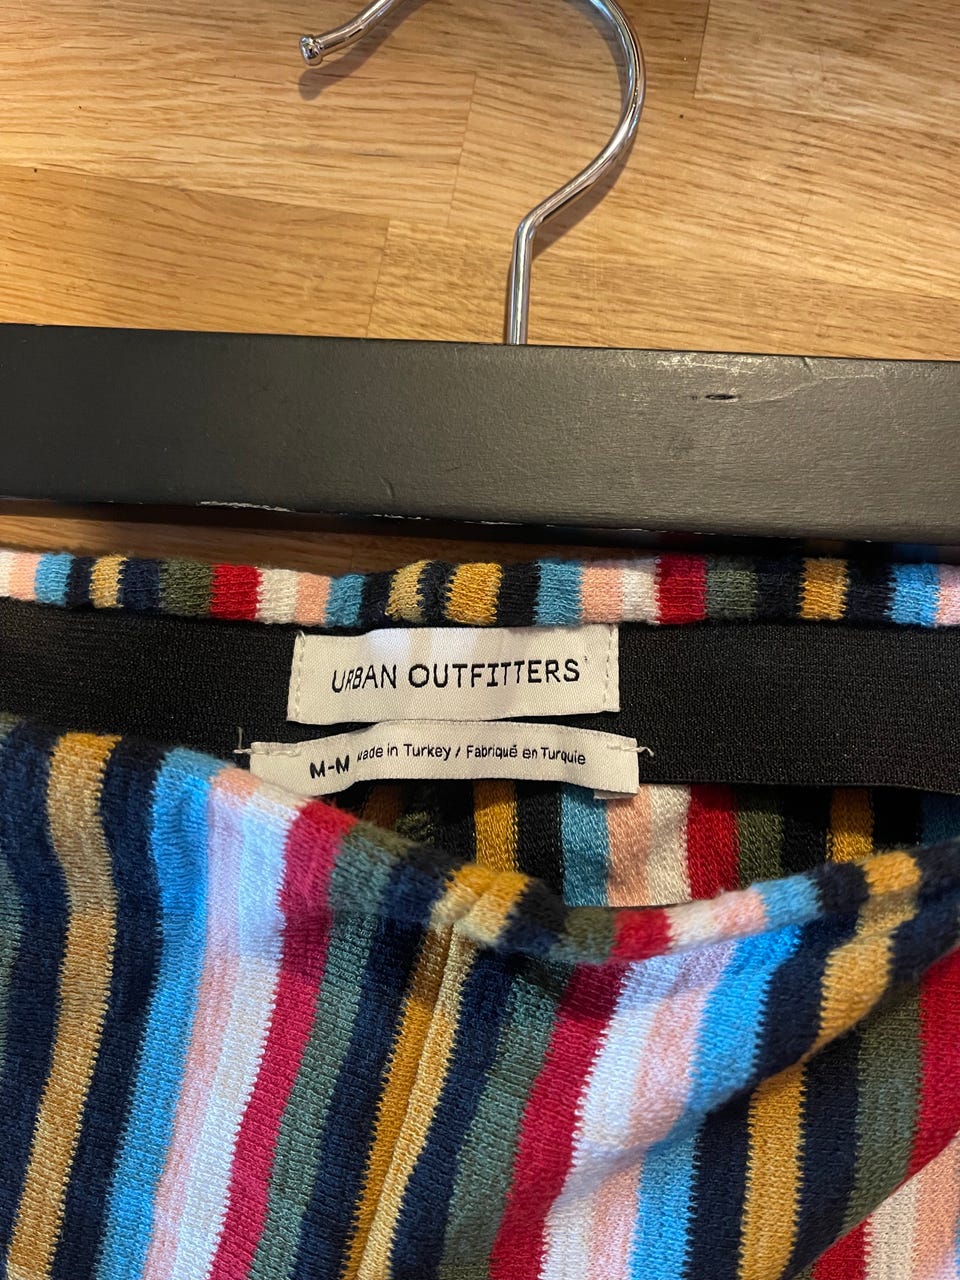 URBAN OUTFITTERS
M-M Made in Turkey / Fabriqué en Turquie